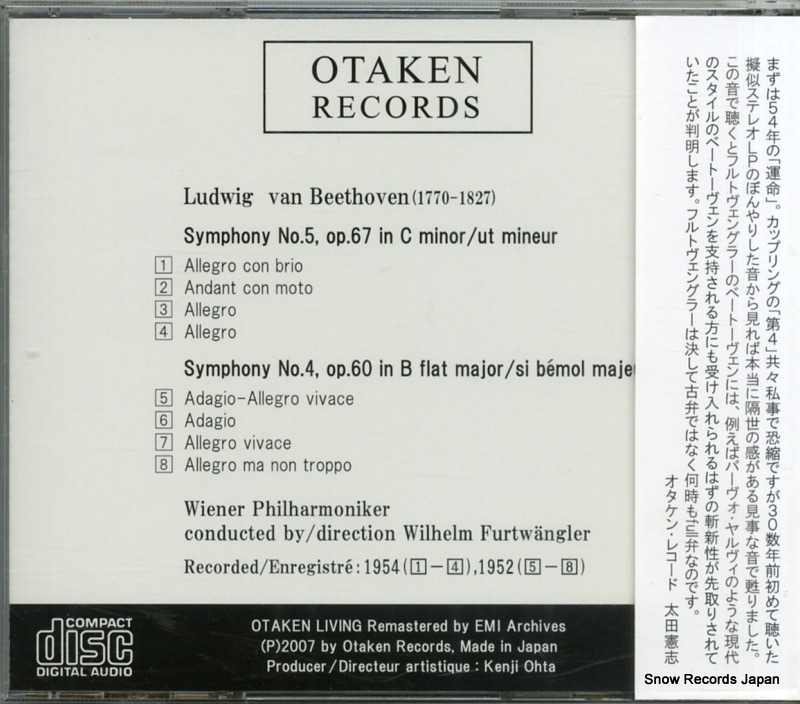 OTAKEN
RECORDS
Ludwig van Beethoven(1770-1827)
Symphony No.5, op.67 in C minor/ut mineur
1 Allegro con brio
2 Andant con moto
3 Allegro
4 Allegro
Symphony No.4, op.60 in B flat major/si bémol maje
5 Adagio-Allegro vivace
6 Adagio
7 Allegro vivace
8 Allegro ma non troppo
Wiener Philharmoniker
conducted by/direction Wilhelm Furtwängler
Recorded/Enregistré:1954(1-4),1952(5-8)
COMPACT
disc
DIGITAL AUDIO
OTAKEN LIVING Remastered by EMI Archives
(P)2007 by Otaken Records, Made in Japan
Producer/Directeur artistique:Kenji Ohta
まずは54年の「運命」。カップリングの「第4」共々私事で恐縮ですが30数年前初めて聴いた
擬似ステレオLPのぼんやりした音から見れば本当に隔世の感がある見事な音で甦りました。
この音で聴くとフルトヴェングラーのベートーヴェンには、例えばパーヴォ・ヤルヴィのような現代
のスタイルのベートーヴェンを支持される方にも受け入れられるはずの斬新性が先取りされて
いたことが判明します。フルトヴェングラーは決して古弁ではなく何時もfull弁なのです。
オタケン・レコード 太田憲志
Snow Records Japan